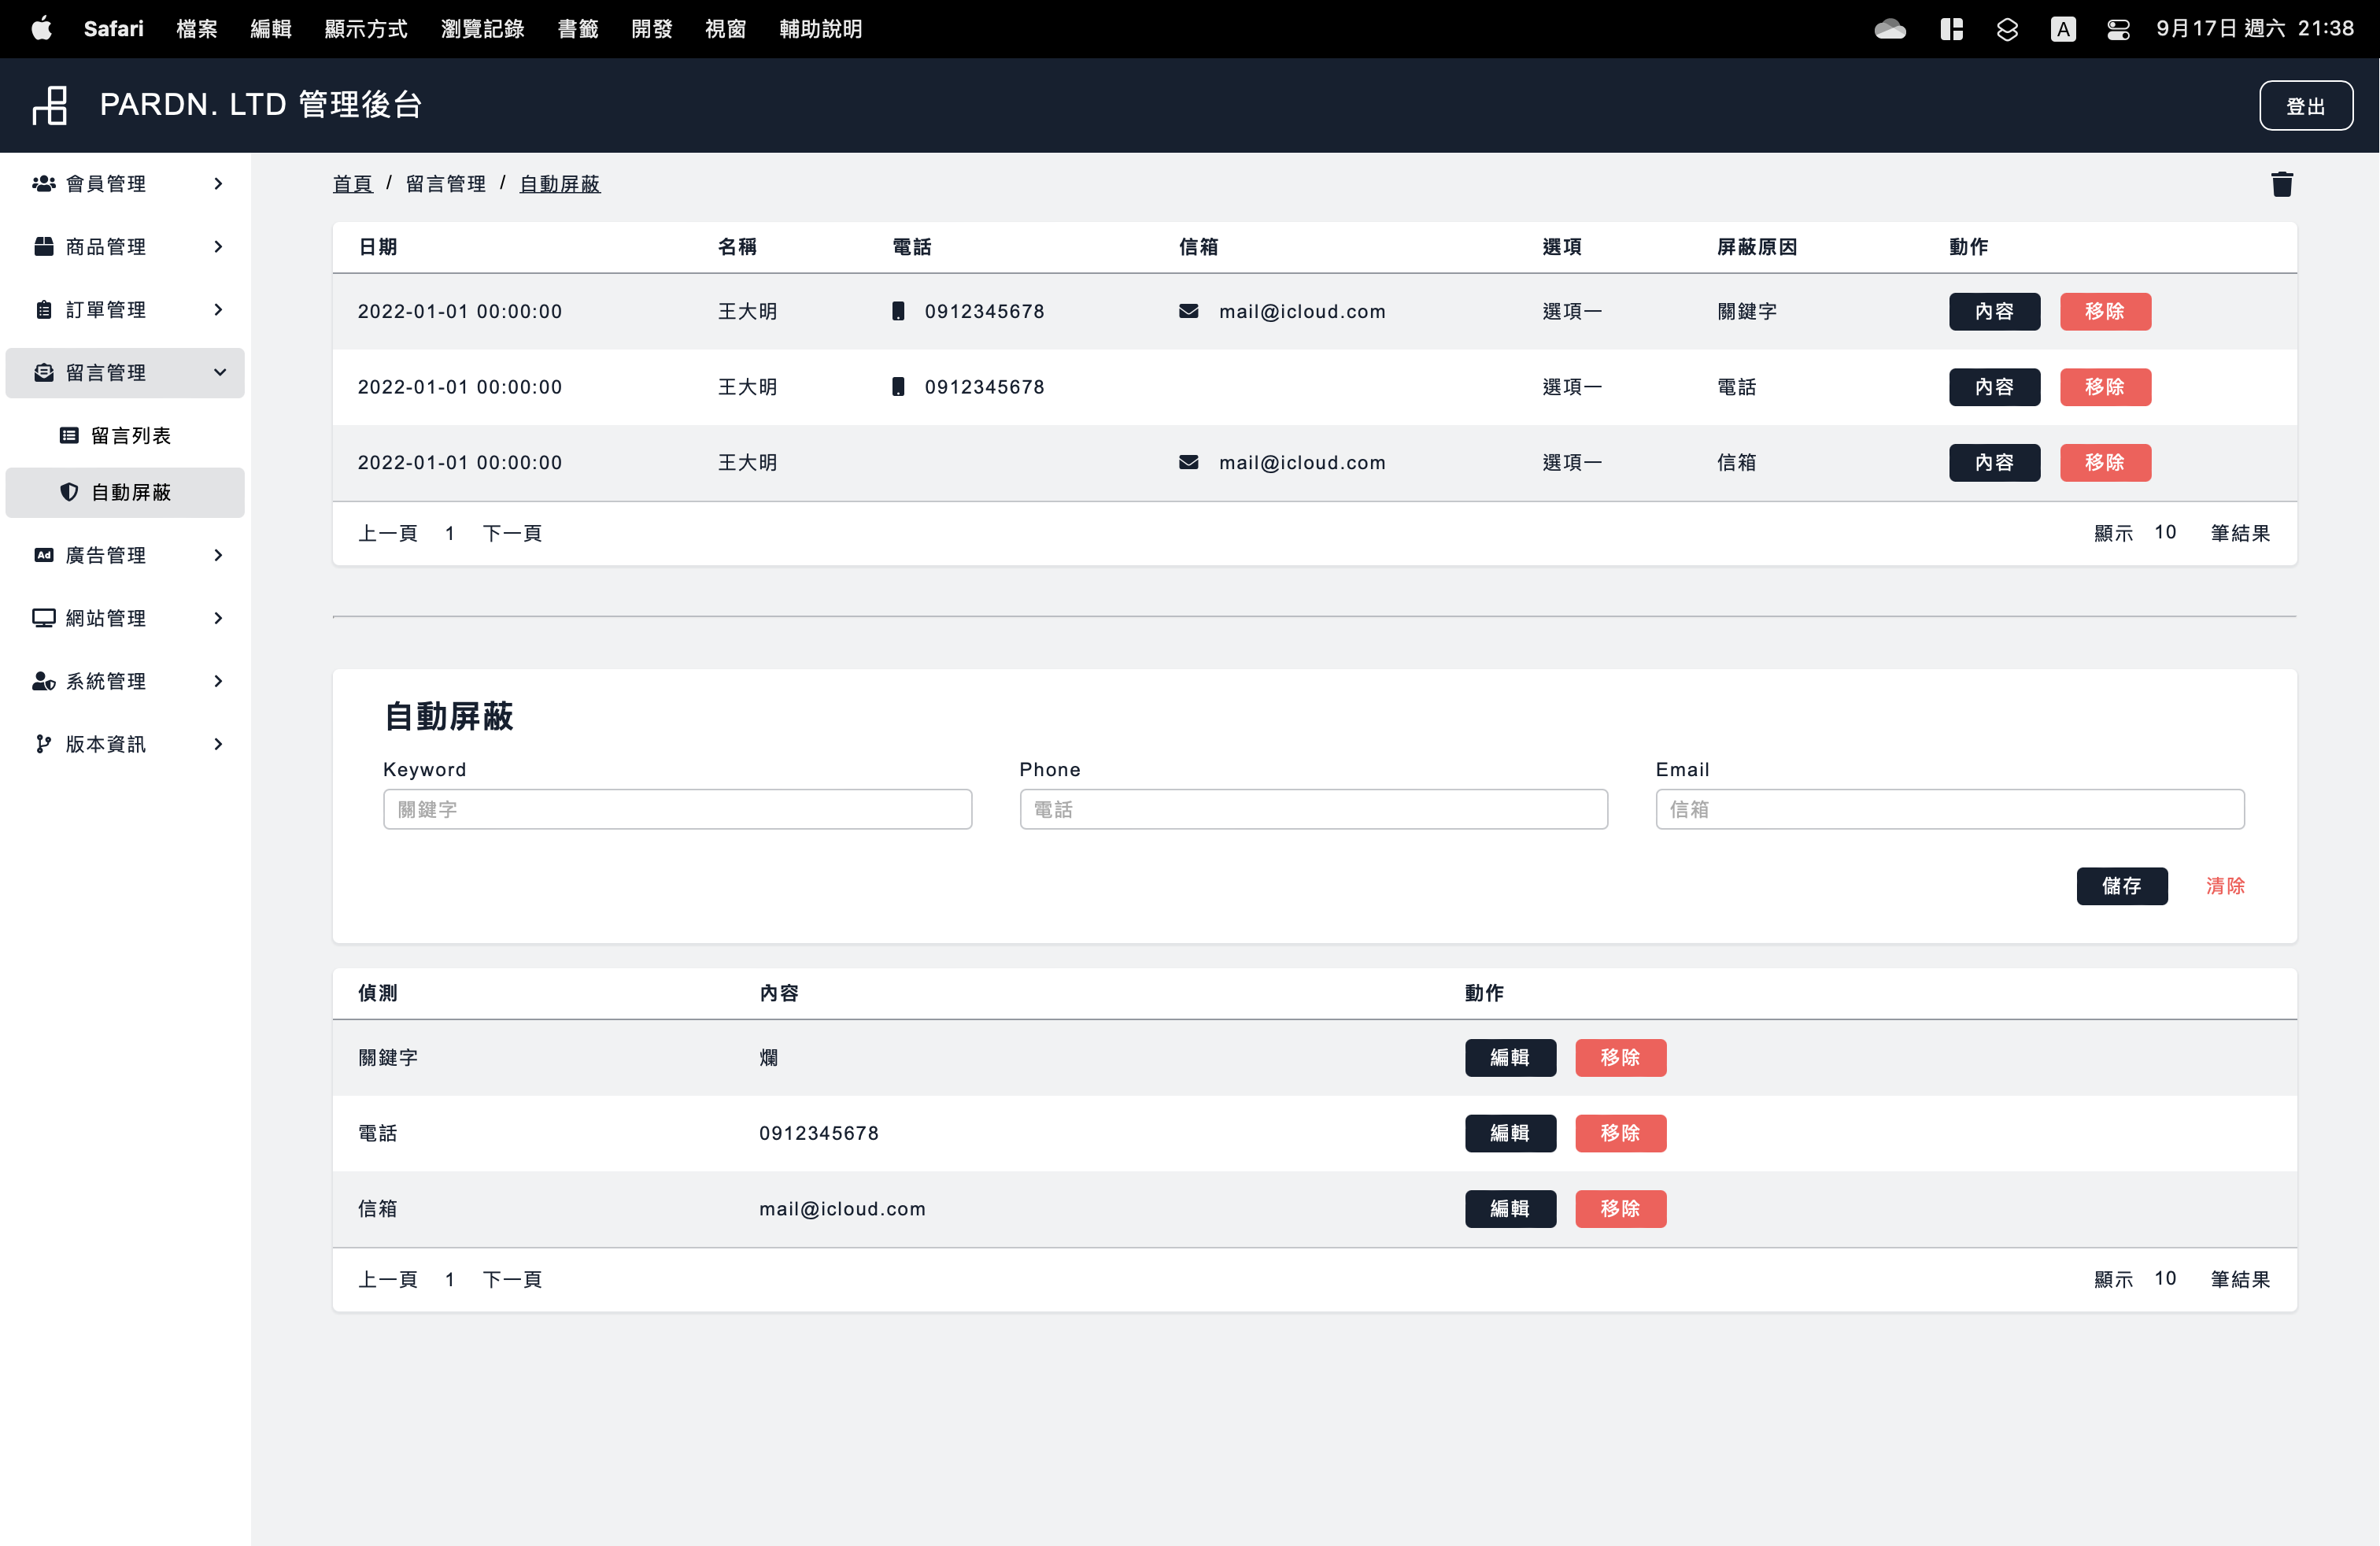 Safari 檔案 編輯 顯示方式 瀏覽記錄 書籤 開發 視窗 輔助說明 A 9月17日 週六 21:38
PARDN. LTD 管理後台 登出
會員管理
商品管理
訂單管理
留言管理
留言列表
自動屏蔽
Ad 廣告管理
網站管理
系統管理
版本資訊
首頁 / 留言管理 / 自動屏蔽
日期 名稱 電話 信箱 選項 屏蔽原因 動作
2022-01-01 00:00:00 王大明 0912345678 mail@icloud.com 選項一 關鍵字 內容 移除
2022-01-01 00:00:00 王大明 0912345678 選項一 電話 內容 移除
2022-01-01 00:00:00 王大明 mail@icloud.com 選項一 信箱 內容 移除
上一頁 1 下一頁 顯示 10 筆結果
自動屏蔽
Keyword Phone Email
關鍵字 電話 信箱
儲存 清除
偵測 內容 動作
關鍵字 爛 編輯 移除
電話 0912345678 編輯 移除
信箱 mail@icloud.com 編輯 移除
上一頁 1 下一頁 顯示 10 筆結果